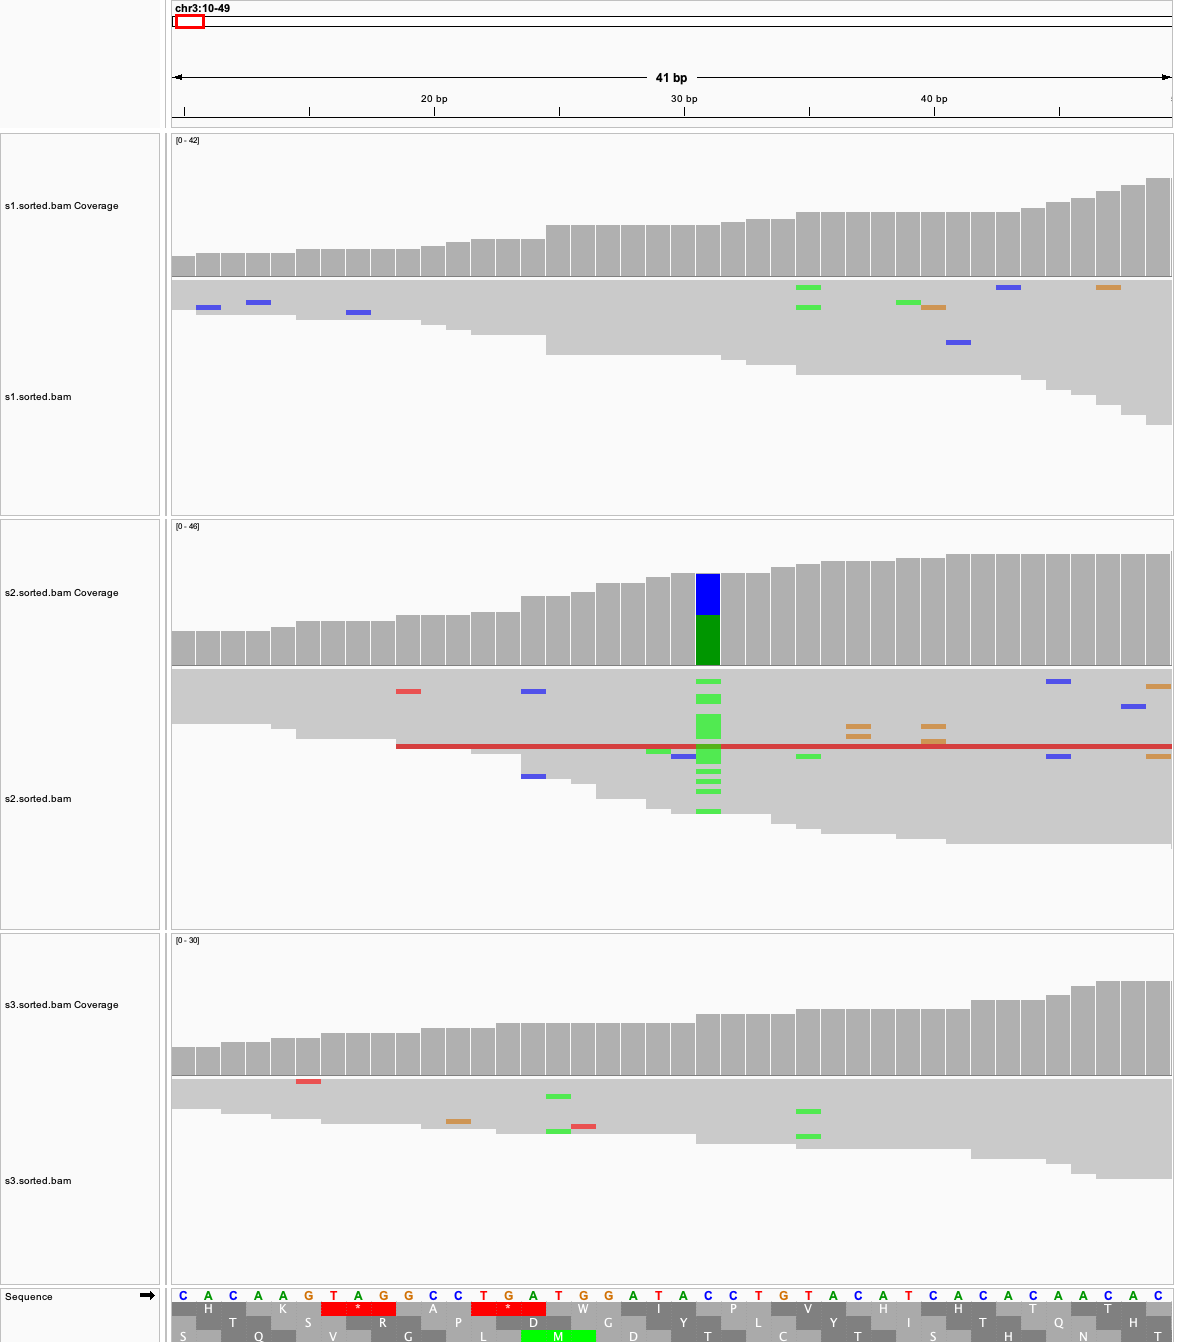 chr3:10-49
41 bp
20 bp 30 bp 40 bp
[0 - 42]
s1.sorted.bam Coverage
s1.sorted.bam
[0 - 46]
s2.sorted.bam Coverage
s2.sorted.bam
[0 - 30]
s3.sorted.bam Coverage
s3.sorted.bam
Sequence C A C A A G T A G G C C T G A T G G A T A C C T G T A C A T C A C A C A A C A C
H K * A * W I P V H H T T
T S R P D G Y L Y I T Q H
S Q V G L M D T C T S H N T